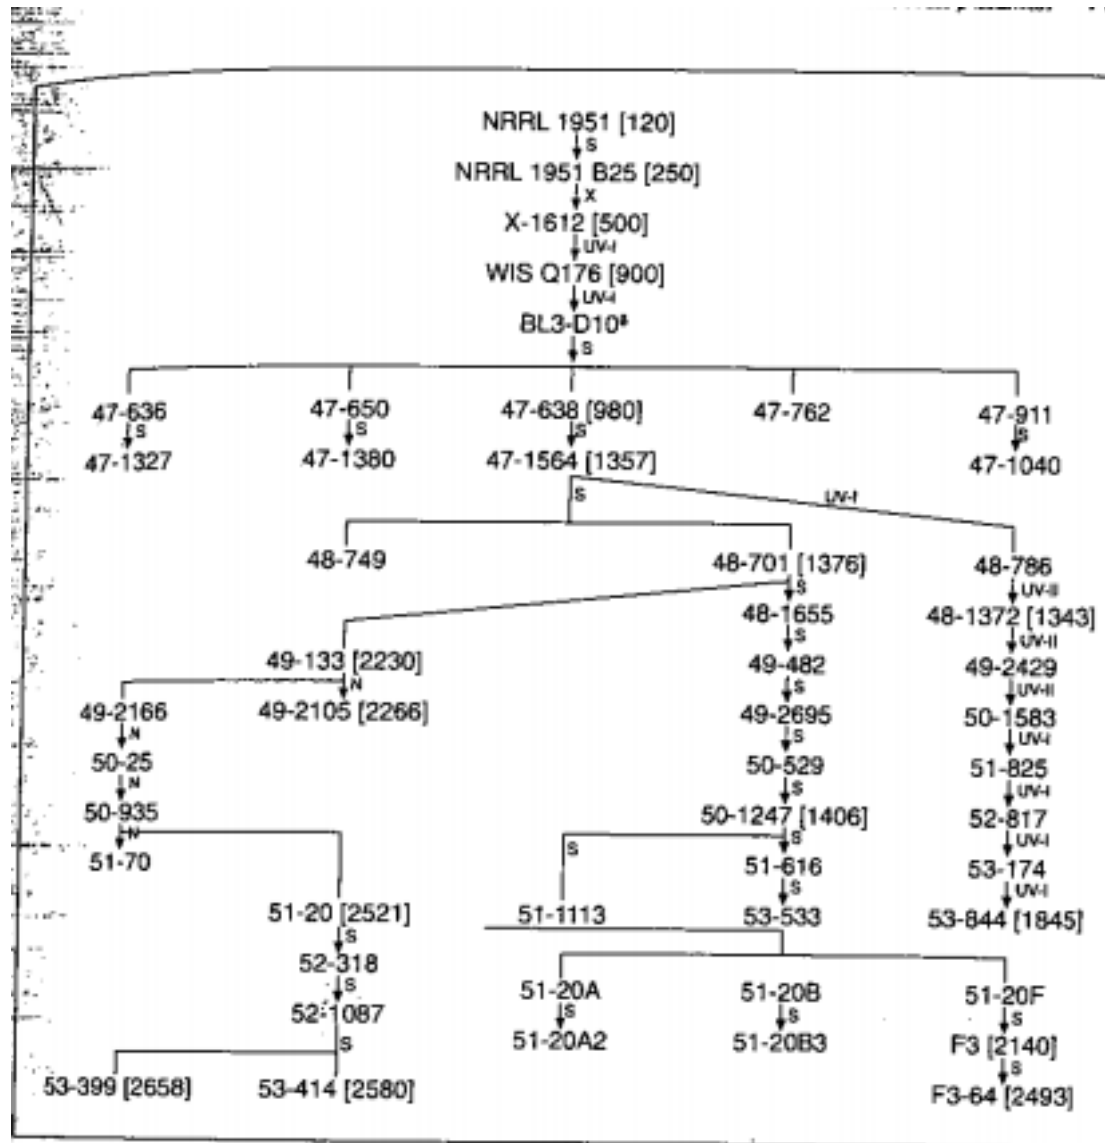 NRRL 1951 [120]
S
NRRL 1951 B25 [250]
X
X-1612 [500]
UV-I
WIS Q176 [900]
UV-I
BL3-D10
S
47-636 47-650 47-638 [980] 47-762 47-911
S S S S
47-1327 47-1380 47-1564 [1357] 47-1040
S UV-I
48-749 48-701 [1376] 48-786
S UV-II
48-1655 48-1372 [1343]
S UV-II
49-133 [2230] 49-482 49-2429
N S UV-II
49-2166 49-2105 [2266] 49-2695 50-1583
N S UV-I
50-25 50-529 51-825
N S UV-I
50-935 50-1247 [1406] 52-817
N S S UV-I
51-70 51-616 53-174
S UV-I
51-20 [2521] 51-1113 53-533 53-844 [1845]
S
52-318
S
51-20A 51-20B 51-20F
S S S
52-1087 51-20A2 51-20B3 F3 [2140]
S S
53-399 [2658] 53-414 [2580] F3-64 [2493]